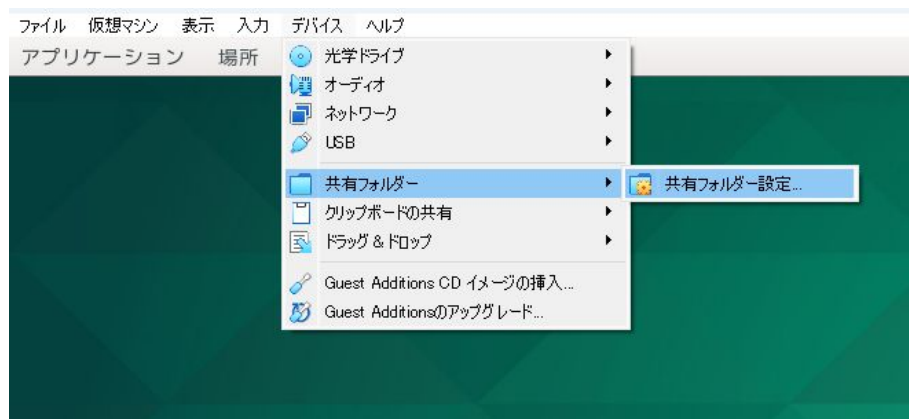 ファイル 仮想マシン 表示 入力 デバイス ヘルプ
アプリケーション 場所
光学ドライブ
オーディオ
ネットワーク
USB
共有フォルダー
共有フォルダー設定...
クリップボードの共有
ドラッグ & ドロップ
Guest Additions CD イメージの挿入...
Guest Additionsのアップグレード...